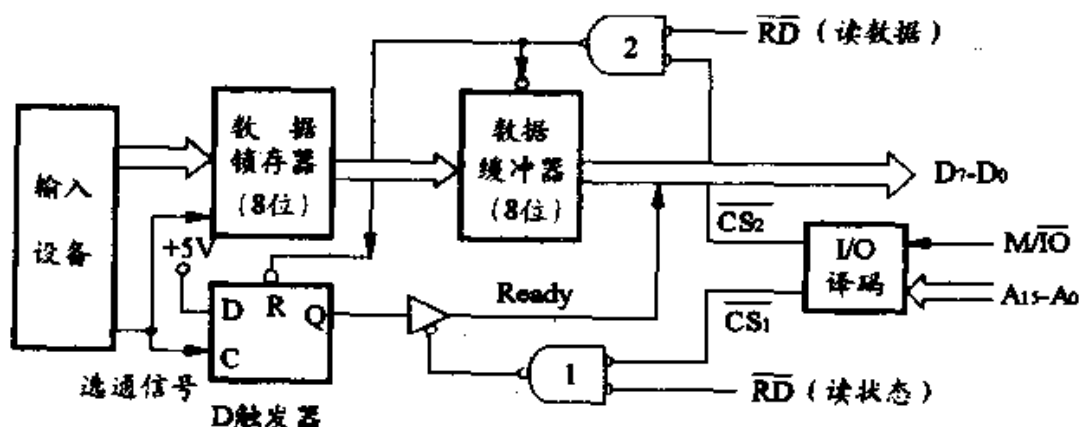 2
RD (读数据)
输入
设备
数据
锁存器
(8位)
数据
缓冲器
(8位)
D7-D0
+5V
CS2
I/O
译码
M/IO
A15-A0
D
R
Q
C
Ready
CS1
1
选通信号
RD (读状态)
D触发器